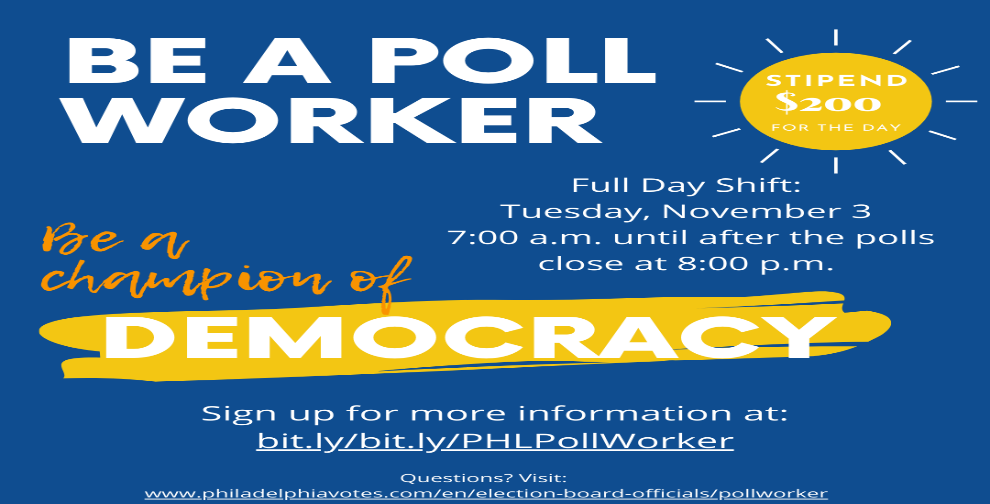 BE A POLL
WORKER
STIPEND
$200
FOR THE DAY
Full Day Shift:
Tuesday, November 3
7:00 a.m. until after the polls
close at 8:00 p.m.
Be a
champion of
DEMOCRACY
Sign up for more information at:
bit.ly/bit.ly/PHLPollWorker
Questions? Visit:
www.philadelphiavotes.com/en/election-board-officials/pollworker